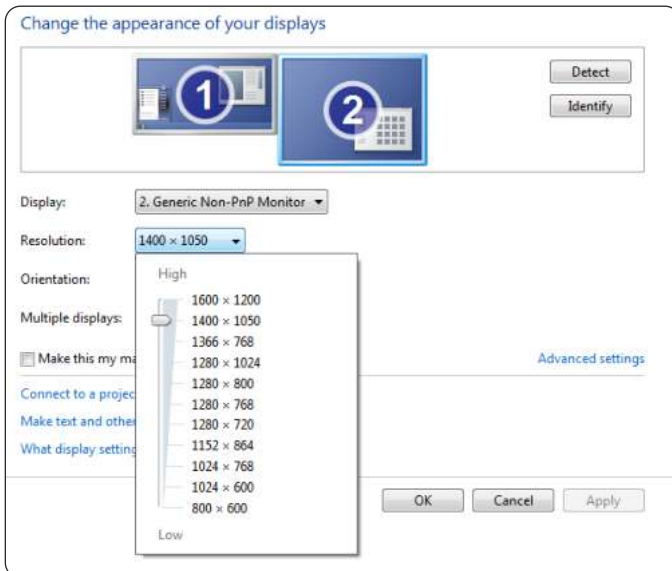 Change the appearance of your displays
1
2
Detect
Identify
Display:
2. Generic Non-PnP Monitor
Resolution:
1400 × 1050
Orientation:
High
1600 × 1200
Multiple displays:
1400 × 1050
1366 × 768
Make this my
1280 × 1024
Advanced settings
1280 × 800
Connect to a
1280 × 768
Make text and other
1280 × 720
What display
1152 × 864
1024 × 768
1024 × 600
800 × 600
OK
Cancel
Apply
Low